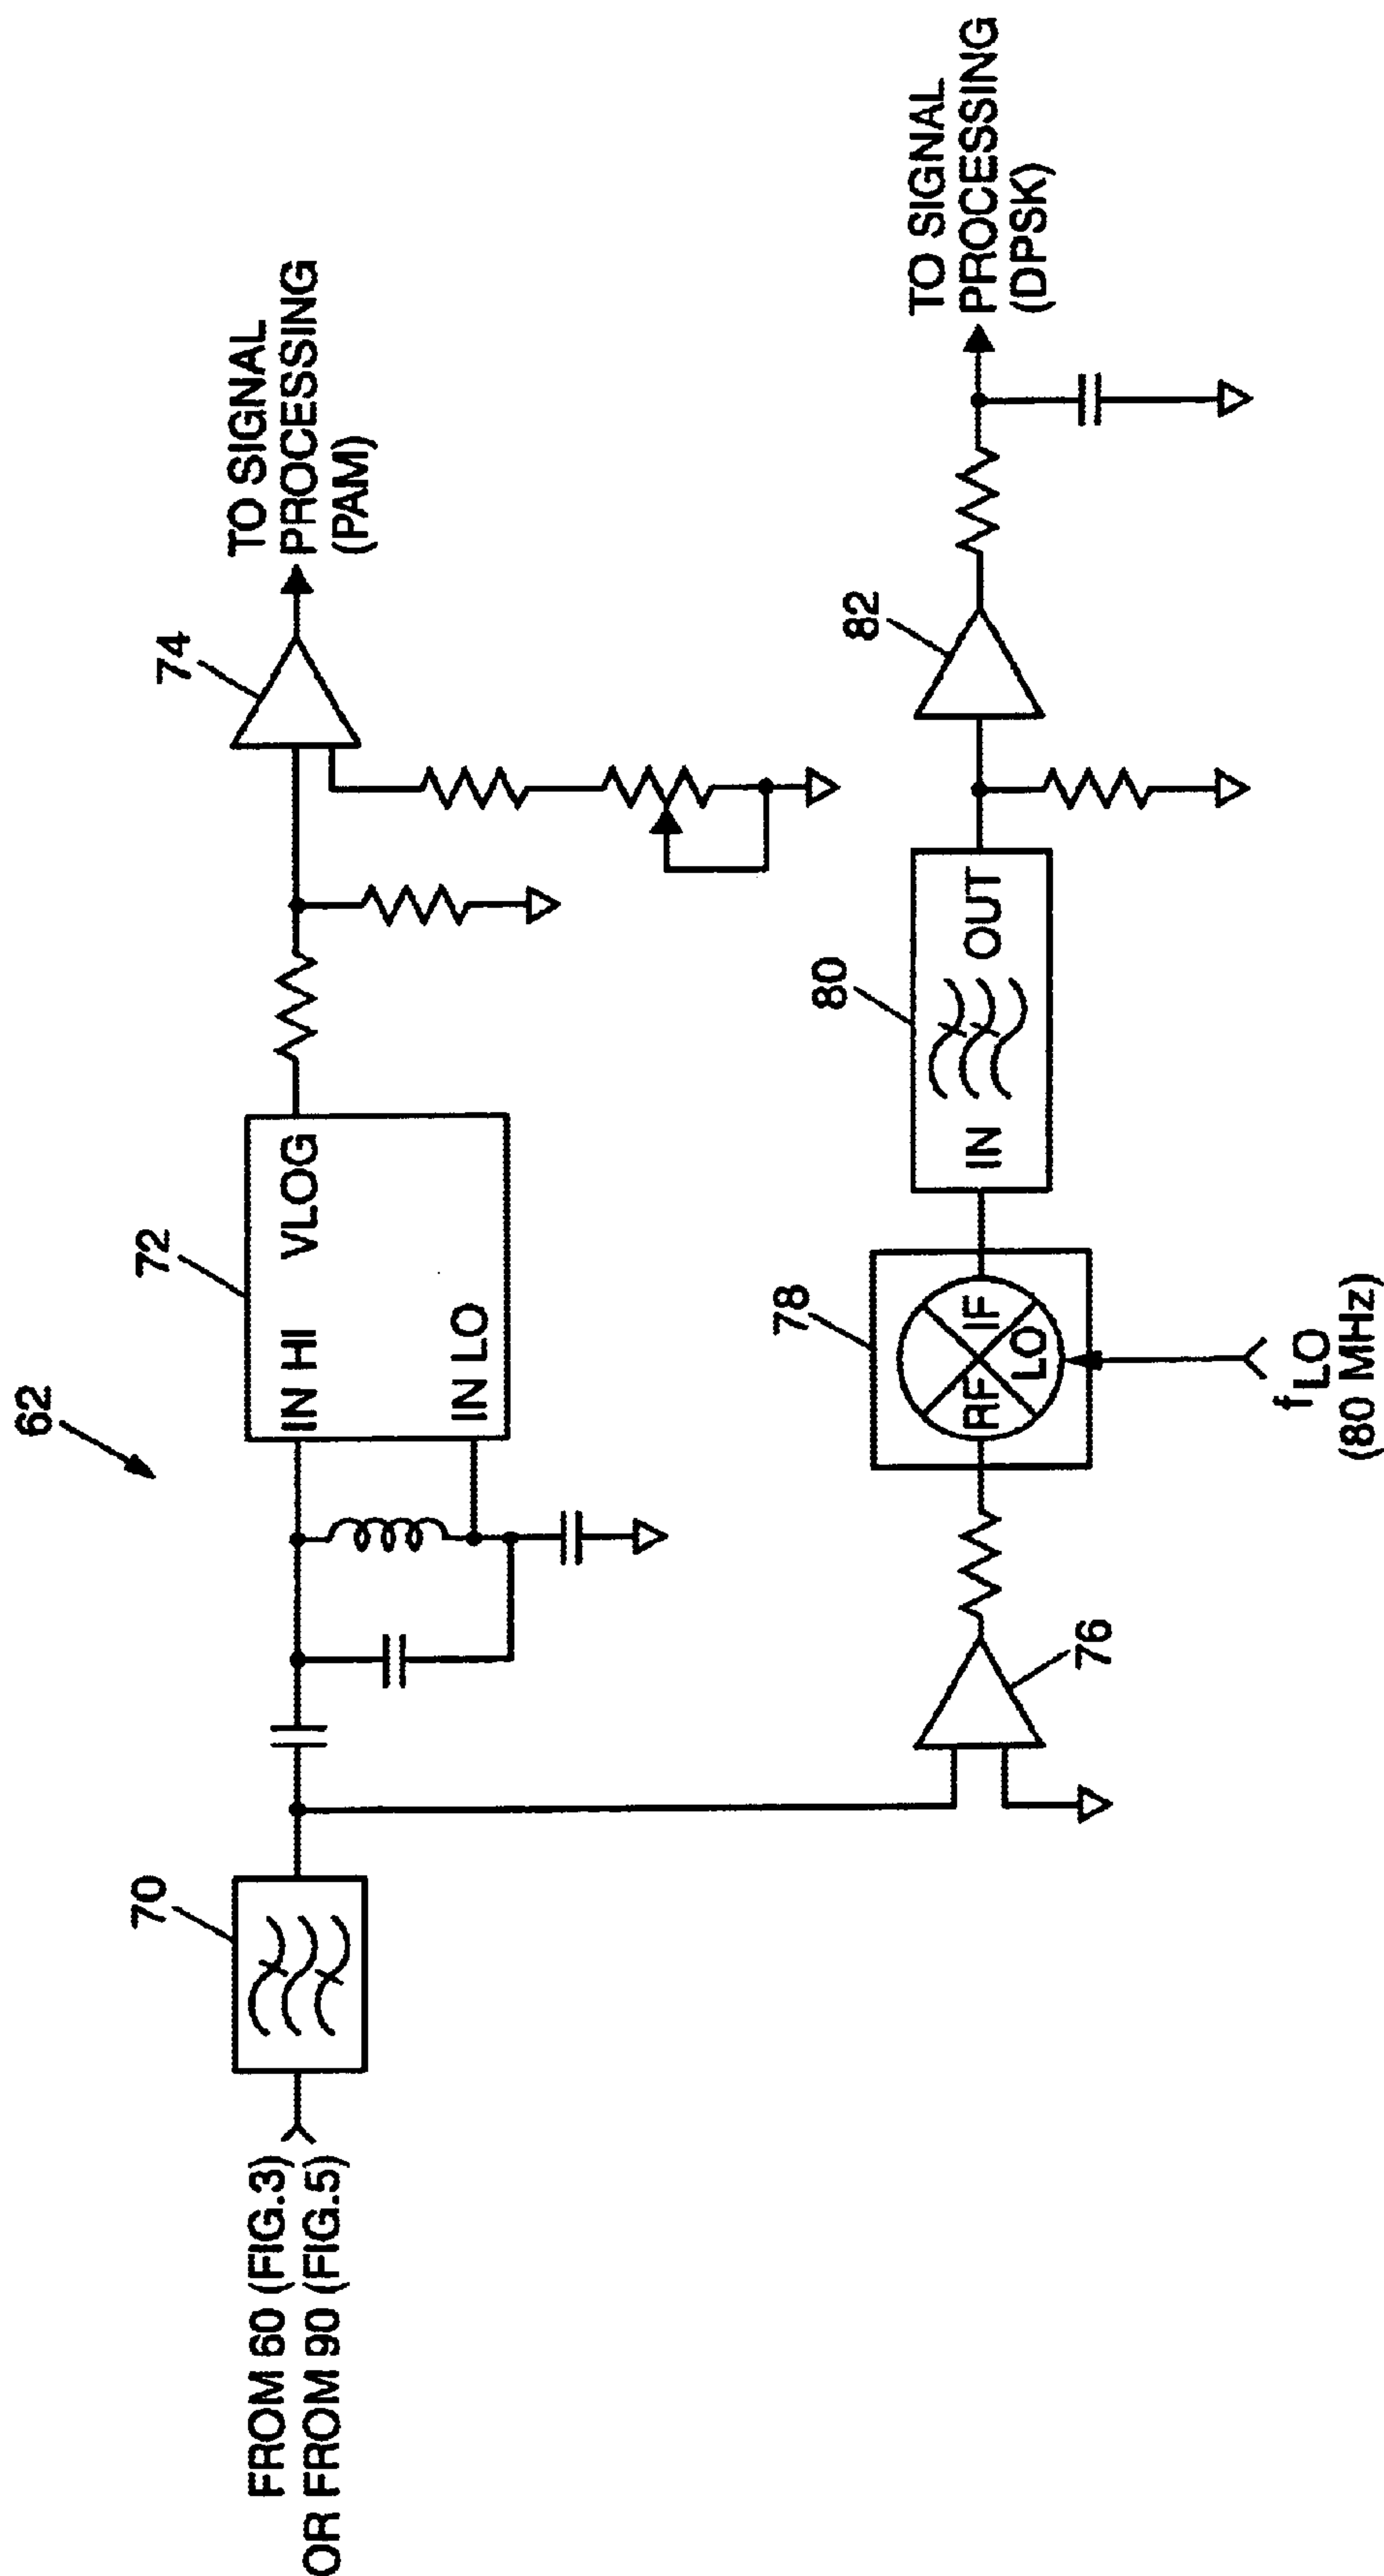 62
FROM 60 (FIG.3)
OR FROM 90 (FIG.5)
70
72
IN HI VLOG
IN LO
74
TO SIGNAL
PROCESSING
(PAM)
76
78
RF IF
LO
fLO
(80 MHz)
80
IN OUT
82
TO SIGNAL
PROCESSING
(DPSK)